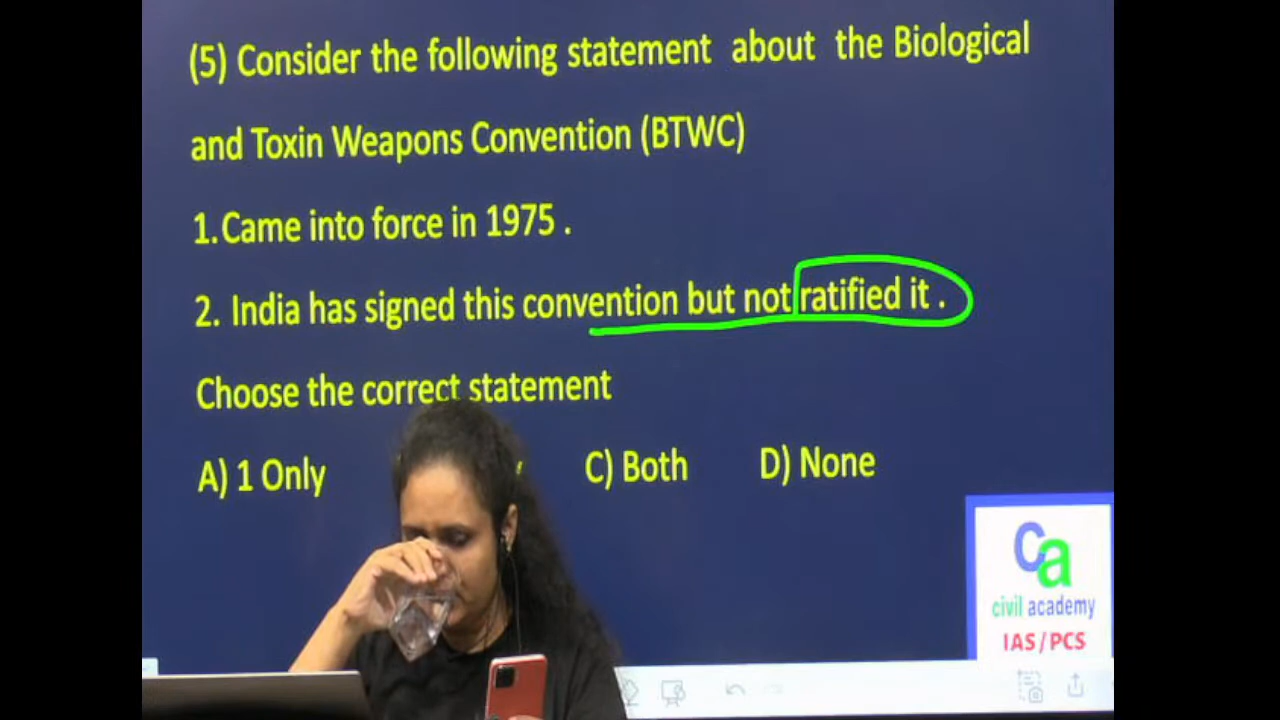 (5) Consider the following statement about the Biological
and Toxin Weapons Convention (BTWC)
1.Came into force in 1975 .
2. India has signed this convention but not ratified it .
Choose the correct statement
A) 1 Only C) Both D) None
ca
civil academy
IAS/PCS